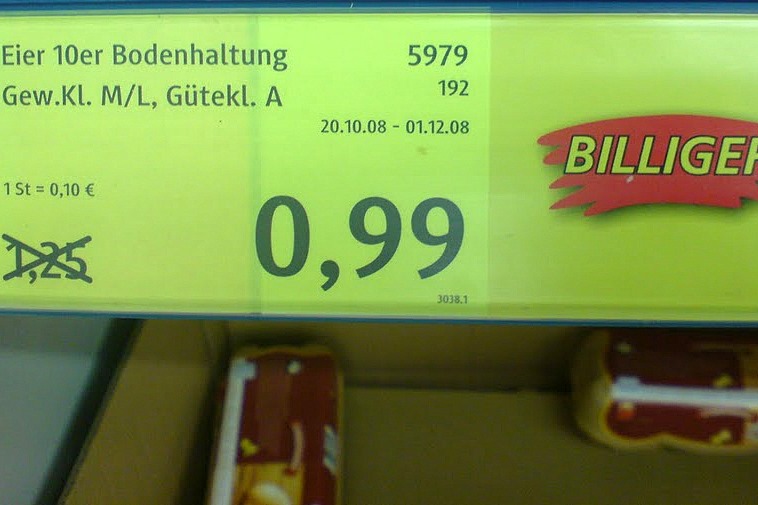 Eier 10er Bodenhaltung 5979
Gew.Kl. M/L, Gütekl. A 192
20.10.08 - 01.12.08
BILLIGER
1 St = 0,10 €
1,25
0,99
3038.1